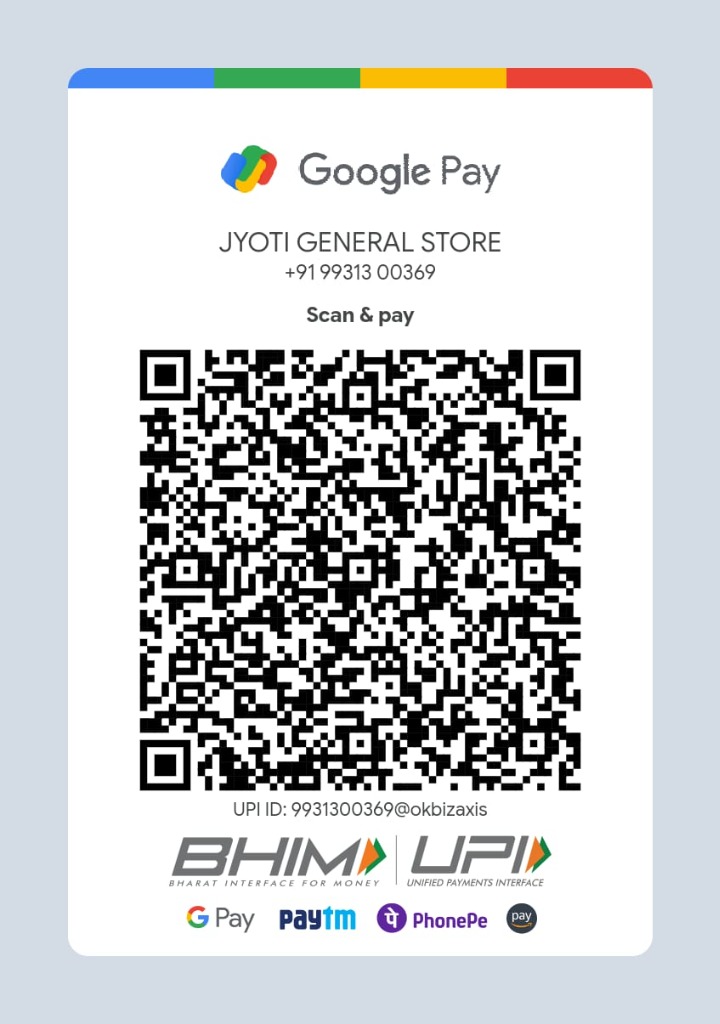 Google Pay
JYOTI GENERAL STORE
+91 99313 00369
Scan & pay
UPI ID: 9931300369@okbizaxis
BHIM UPI
BHARAT INTERFACE FOR MONEY UNIFIED PAYMENTS INTERFACE
G Pay paytm पे PhonePe pay